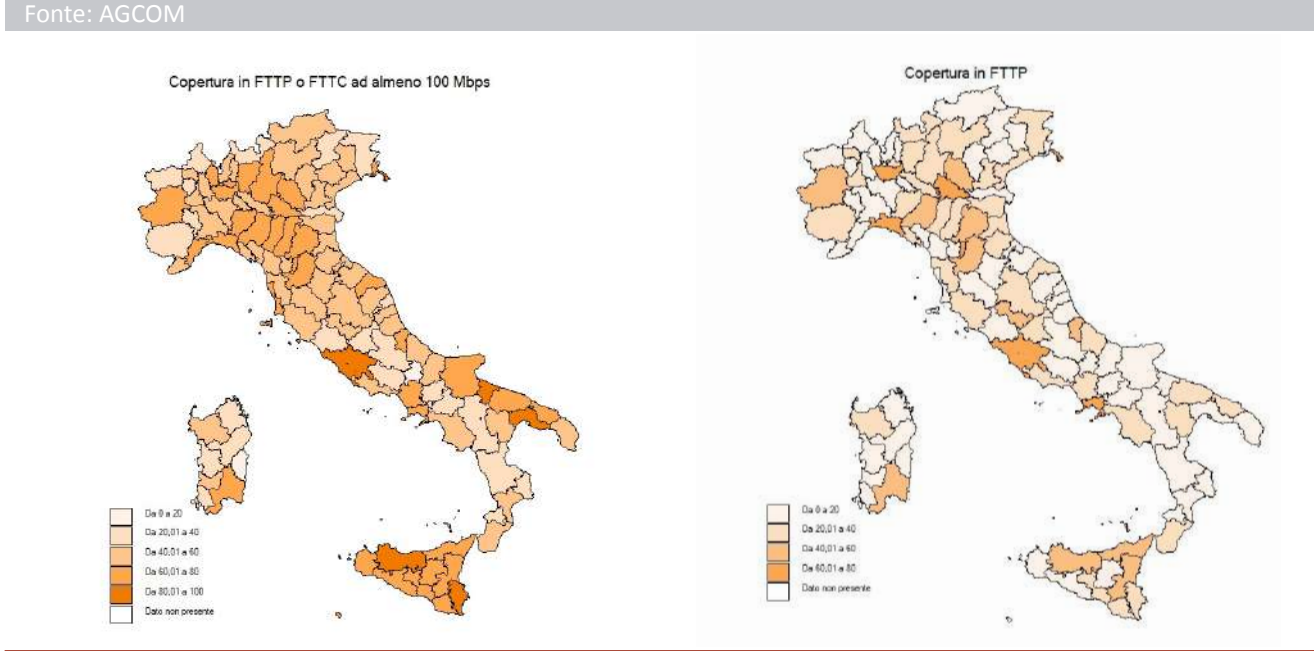 Fonte: AGCOM
Copertura in FTTP o FTTC ad almeno 100 Mbps
Da 0 a 20
Da 20,01 a 40
Da 40,01 a 60
Da 60,01 a 80
Da 80,01 a 100
Dato non presente
Copertura in FTTP
Da 0 a 20
Da 20,01 a 40
Da 40,01 a 60
Da 60,01 a 80
Dato non presente